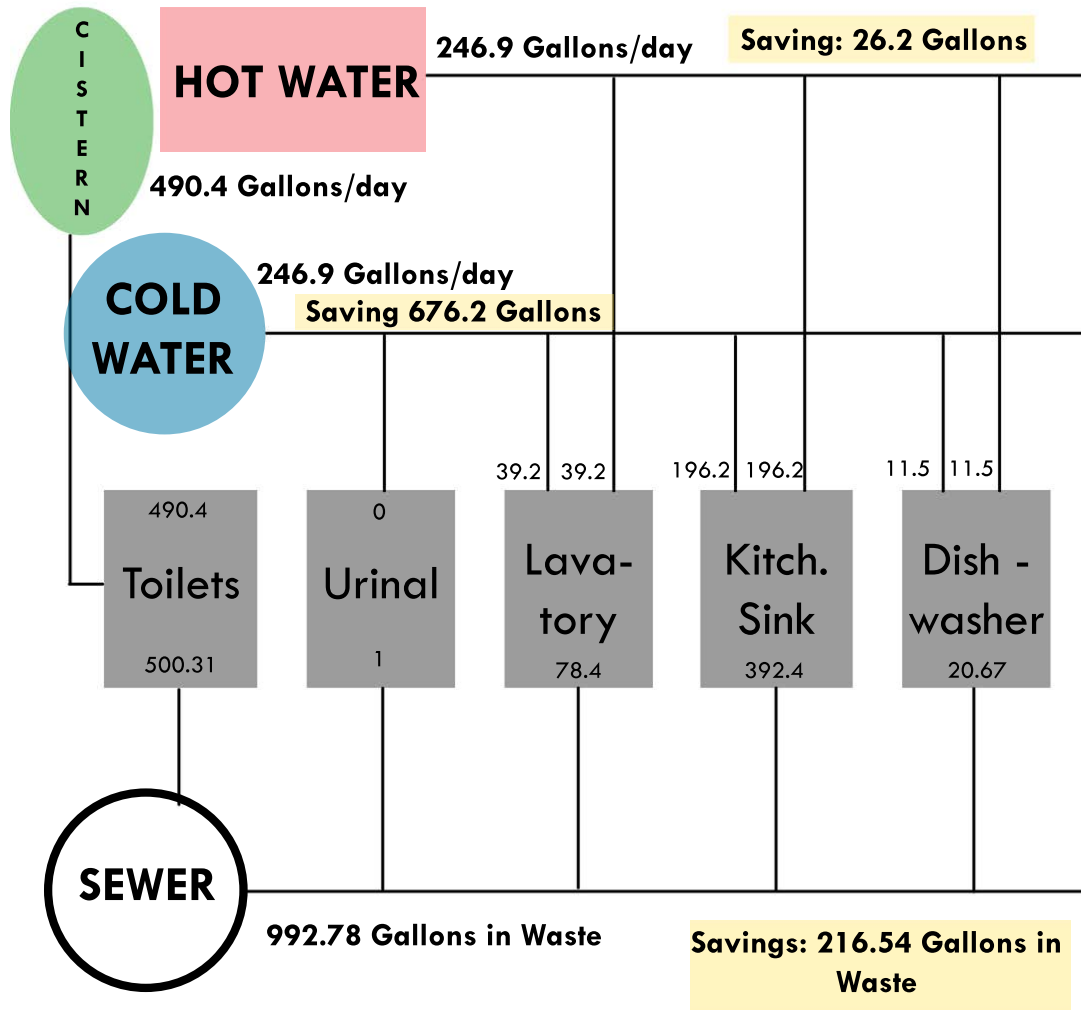 CISTERN
HOT WATER
246.9 Gallons/day
Saving: 26.2 Gallons
490.4 Gallons/day
COLD
WATER
246.9 Gallons/day
Saving 676.2 Gallons
39.2 39.2
196.2 196.2
11.5 11.5
490.4
Toilets
500.31
0
Urinal
1
Lava-
tory
78.4
Kitch.
Sink
392.4
Dish -
washer
20.67
SEWER
992.78 Gallons in Waste
Savings: 216.54 Gallons in
Waste